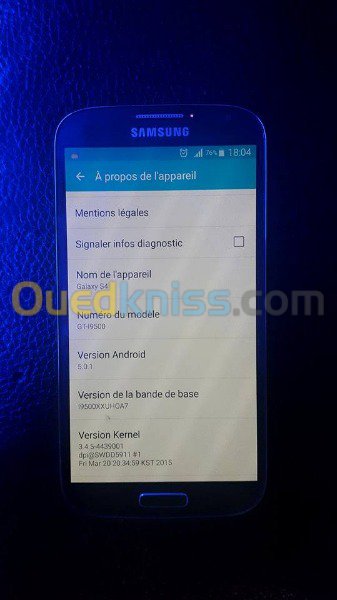 SAMSUNG
76% 18:04
À propos de l'appareil
Mentions légales
Signaler infos diagnostic
Nom de l'appareil
Galaxy S4
Ouedkniss.com
Numéro du modèle
GT-I9500
Version Android
5.0.1
Version de la bande de base
I9500XXUHOA7
Version Kernel
3.4.5-4439001
dpi@SWDD5911 #1
Fri Mar 20 20:34:59 KST 2015